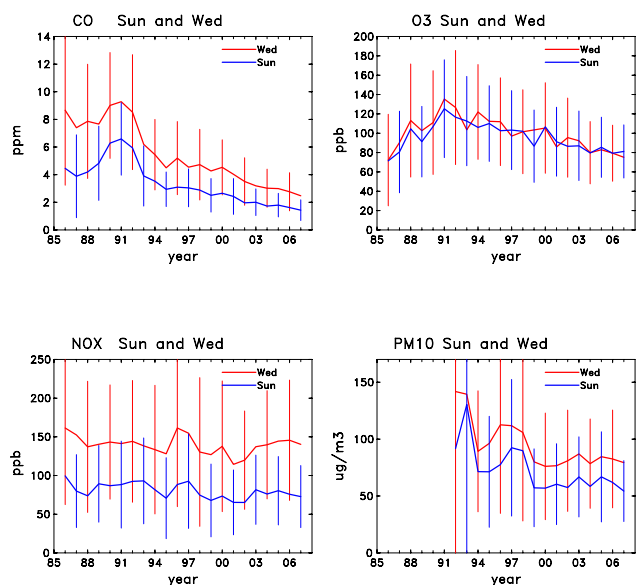 CO Sun and Wed
14
12
10
8
6
4
2
0
ppm
Wed
Sun
85 88 91 94 97 00 03 06
year
O3 Sun and Wed
200
180
160
140
120
100
80
60
40
20
0
ppb
Wed
Sun
85 88 91 94 97 00 03 06
year
NOX Sun and Wed
250
200
150
100
50
0
ppb
Wed
Sun
85 88 91 94 97 00 03 06
year
PM10 Sun and Wed
150
100
50
0
ug/m3
Wed
Sun
85 88 91 94 97 00 03 06
year